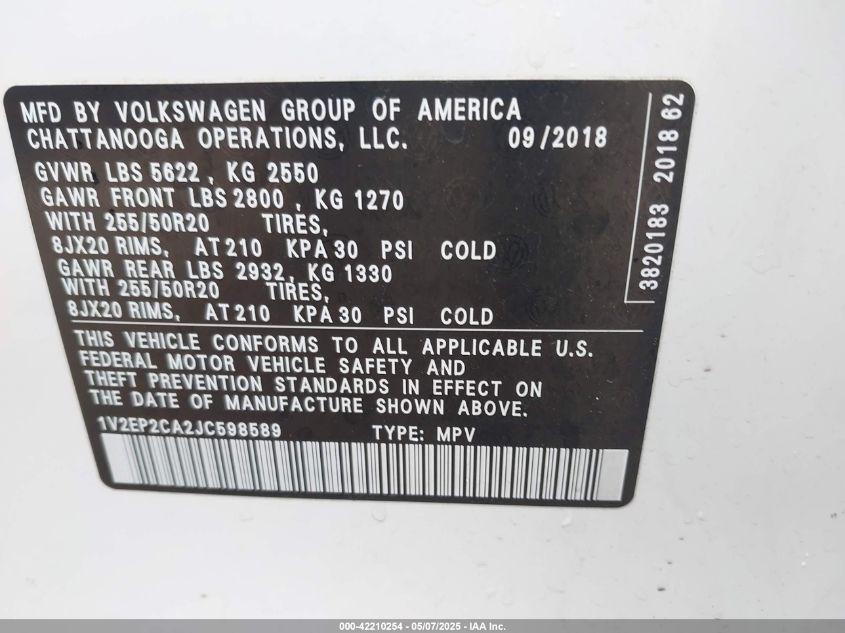 MFD BY VOLKSWAGEN GROUP OF AMERICA
CHATTANOOGA OPERATIONS, LLC. 09/2018
GVWR LBS 5622 , KG 2550
GAWR FRONT LBS 2800 , KG 1270
WITH 255/50R20 TIRES,
8JX20 RIMS, AT 210 KPA 30 PSI COLD
GAWR REAR LBS 2932, KG 1330
WITH 255/50R20 TIRES,
8JX20 RIMS, AT 210 KPA 30 PSI COLD
THIS VEHICLE CONFORMS TO ALL APPLICABLE U.S.
FEDERAL MOTOR VEHICLE SAFETY AND
THEFT PREVENTION STANDARDS IN EFFECT ON
THE DATE OF MANUFACTURE SHOWN ABOVE.
1V2EP2CA2JC598589 TYPE: MPV
3820183 2018 62
000-42210254 - 05/07/2025 - IAA Inc.